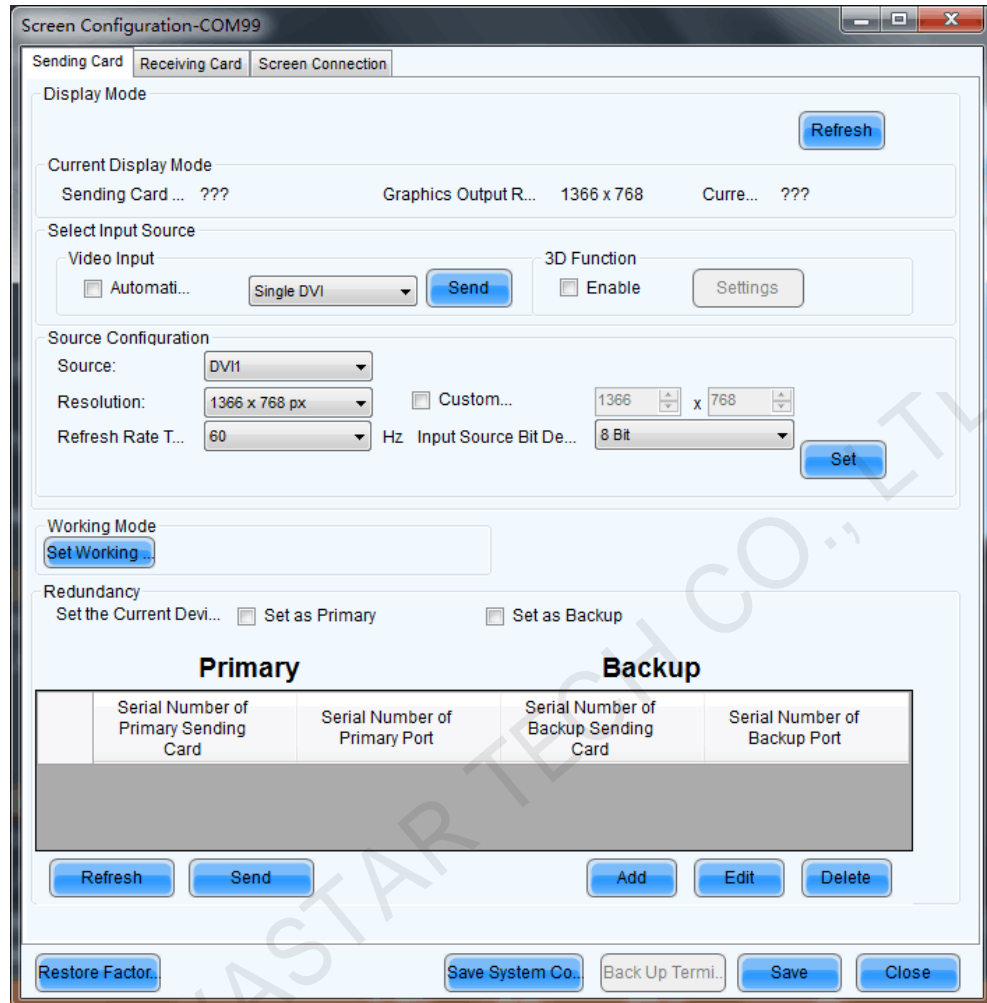 Screen Configuration-COM99
Sending Card Receiving Card Screen Connection
Display Mode
Refresh
Current Display Mode
Sending Card ... ??? Graphics Output R... 1366 x 768 Curre... ???
Select Input Source
Video Input 3D Function
Automati... Single DVI Send Enable Settings
Source Configuration
Source: DVI1
Resolution: 1366 x 768 px Custom... 1366 x 768
Refresh Rate T... 60 Hz Input Source Bit De... 8 Bit
Set
Working Mode
Set Working ...
Redundancy
Set the Current Devi... Set as Primary Set as Backup
Primary Backup
Serial Number of Primary Sending Card
Serial Number of Primary Port
Serial Number of Backup Sending Card
Serial Number of Backup Port
Refresh Send Add Edit Delete
Restore Factor... Save System Co... Back Up Termi... Save Close
TECH CO.,